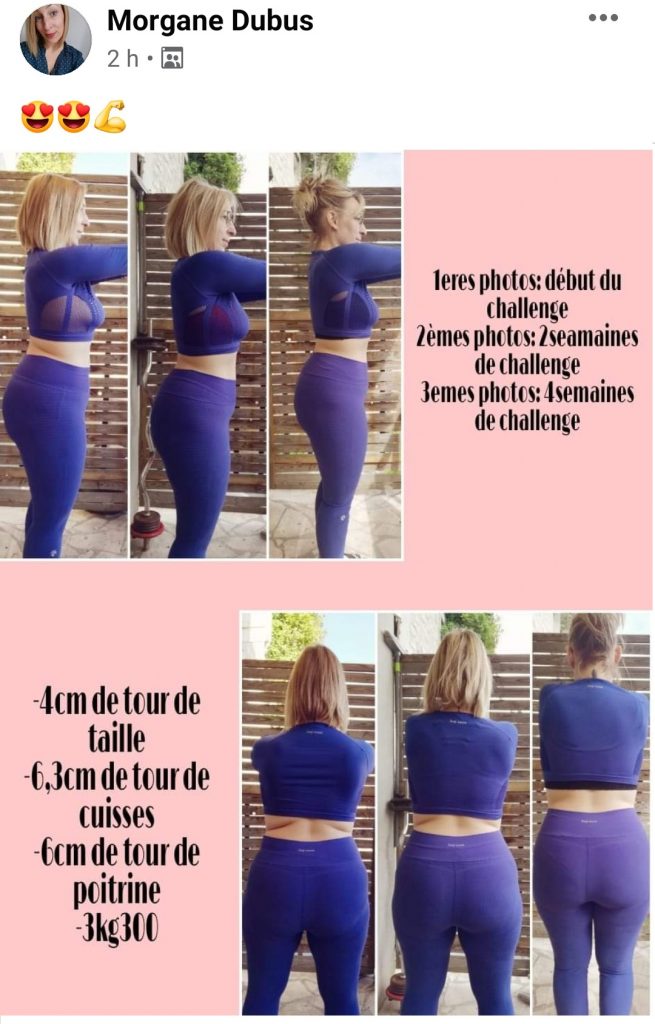 Morgane Dubus
2 h •
😍😍💪
1eres photos: début du
challenge
2èmes photos: 2seamaines
de challenge
3emes photos: 4semaines
de challenge
-4cm de tour de
taille
-6,3cm de tour de
cuisses
-6cm de tour de
poitrine
-3kg300